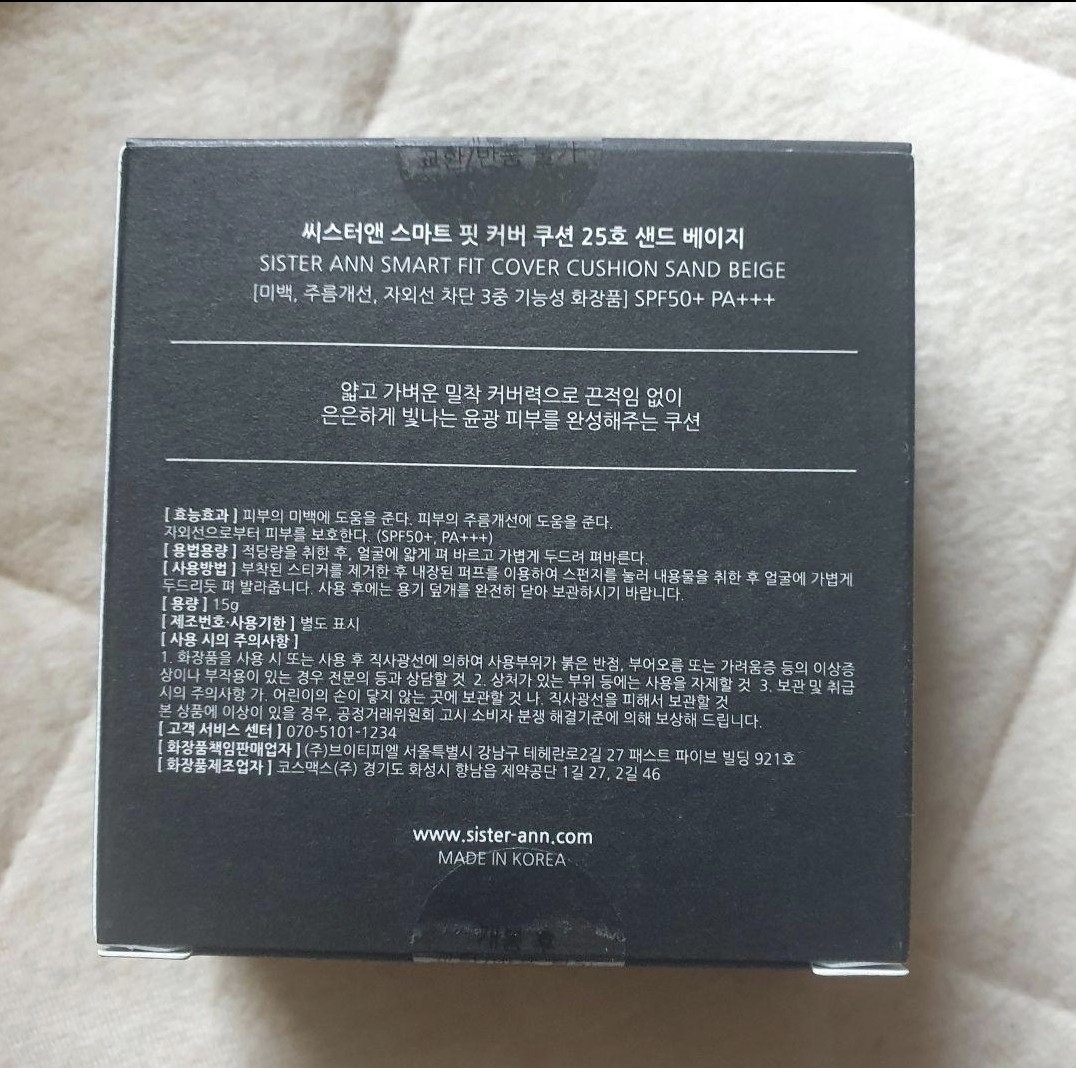 교환/반품 불가
씨스터앤 스마트 핏 커버 쿠션 25호 샌드 베이지
SISTER ANN SMART FIT COVER CUSHION SAND BEIGE
[미백, 주름개선, 자외선 차단 3중 기능성 화장품] SPF50+ PA+++
얇고 가벼운 밀착 커버력으로 끈적임 없이
은은하게 빛나는 윤광 피부를 완성해주는 쿠션
[ 효능효과 ] 피부의 미백에 도움을 준다. 피부의 주름개선에 도움을 준다.
자외선으로부터 피부를 보호한다. (SPF50+, PA+++)
[ 용법용량 ] 적당량을 취한 후, 얼굴에 얇게 펴 바르고 가볍게 두드려 펴바른다.
[ 사용방법 ] 부착된 스티커를 제거한 후 내장된 퍼프를 이용하여 스펀지를 눌러 내용물을 취한 후 얼굴에 가볍게
두드리듯 펴 발라줍니다. 사용 후에는 용기 덮개를 완전히 닫아 보관하시기 바랍니다.
[ 용량 ] 15g
[ 제조번호·사용기한 ] 별도 표시
[ 사용 시의 주의사항 ]
1. 화장품을 사용 시 또는 사용 후 직사광선에 의하여 사용부위가 붉은 반점, 부어오름 또는 가려움증 등의 이상증
상이나 부작용이 있는 경우 전문의 등과 상담할 것 2. 상처가 있는 부위 등에는 사용을 자제할 것 3. 보관 및 취급
시의 주의사항 가. 어린이의 손이 닿지 않는 곳에 보관할 것 나. 직사광선을 피해서 보관할 것
본 상품에 이상이 있을 경우, 공정거래위원회 고시 소비자 분쟁 해결기준에 의해 보상해 드립니다.
[ 고객 서비스 센터 ] 070-5101-1234
[ 화장품책임판매업자 ] (주)브이티피엘 서울특별시 강남구 테헤란로2길 27 패스트 파이브 빌딩 921호
[ 화장품제조업자 ] 코스맥스(주) 경기도 화성시 향남읍 제약공단 1길 27, 2길 46
www.sister-ann.com
MADE IN KOREA
개봉 후